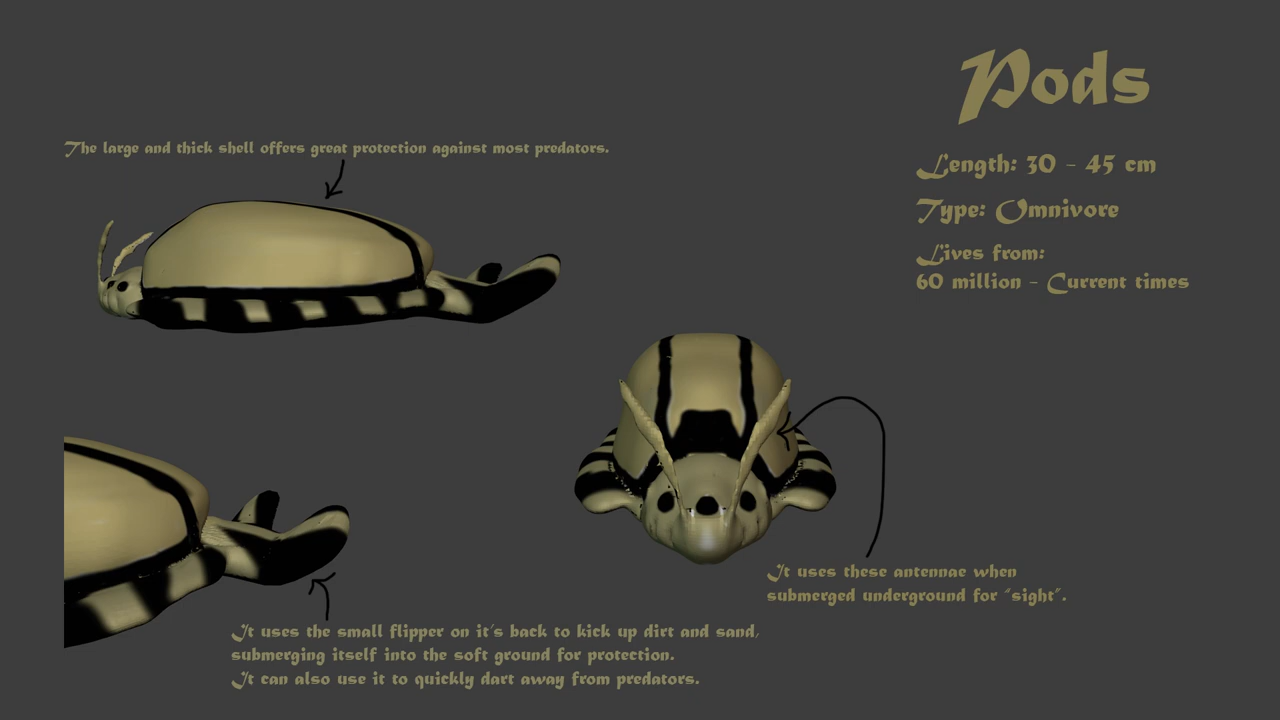 Pods
Length: 30 - 45 cm
Type: Omnivore
Lives from:
60 million - Current times
The large and thick shell offers great protection against most predators.
It uses these antennae when
submerged underground for "sight".
It uses the small flipper on it's back to kick up dirt and sand,
submerging itself into the soft ground for protection.
It can also use it to quickly dart away from predators.